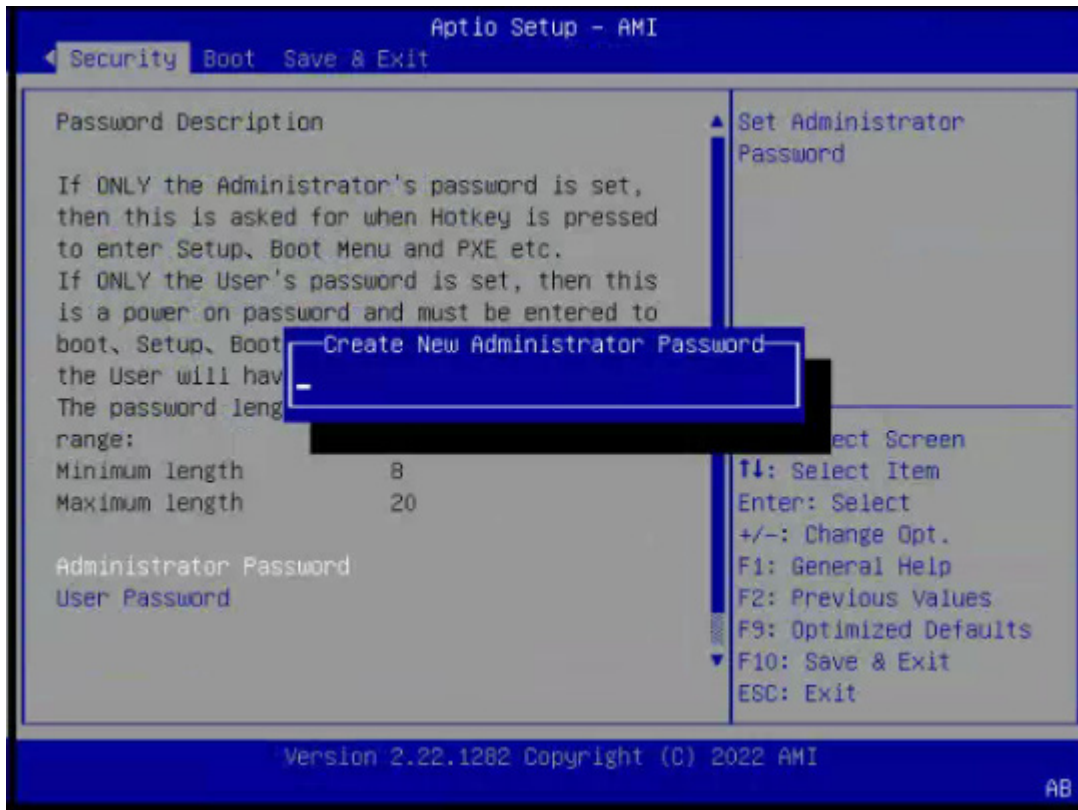 Aptio Setup – AMI
Security Boot Save & Exit
Password Description
If ONLY the Administrator's password is set,
then this is asked for when Hotkey is pressed
to enter Setup、Boot Menu and PXE etc.
If ONLY the User's password is set, then this
is a power on password and must be entered to
boot、Setup、Boot
the User will hav
The password leng
range:
Minimum length 8
Maximum length 20
Administrator Password
User Password
Create New Administrator Password
Set Administrator
Password
ect Screen
↑↓: Select Item
Enter: Select
+/-: Change Opt.
F1: General Help
F2: Previous Values
F9: Optimized Defaults
F10: Save & Exit
ESC: Exit
Version 2.22.1282 Copyright (C) 2022 AMI
AB